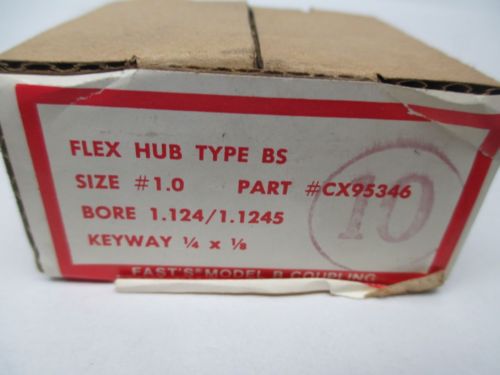 FLEX HUB TYPE BS
SIZE #1.0 PART #CX95346
BORE 1.124/1.1245
KEYWAY ¼ x ⅛
FAST'S® MODEL B COUPLING
10